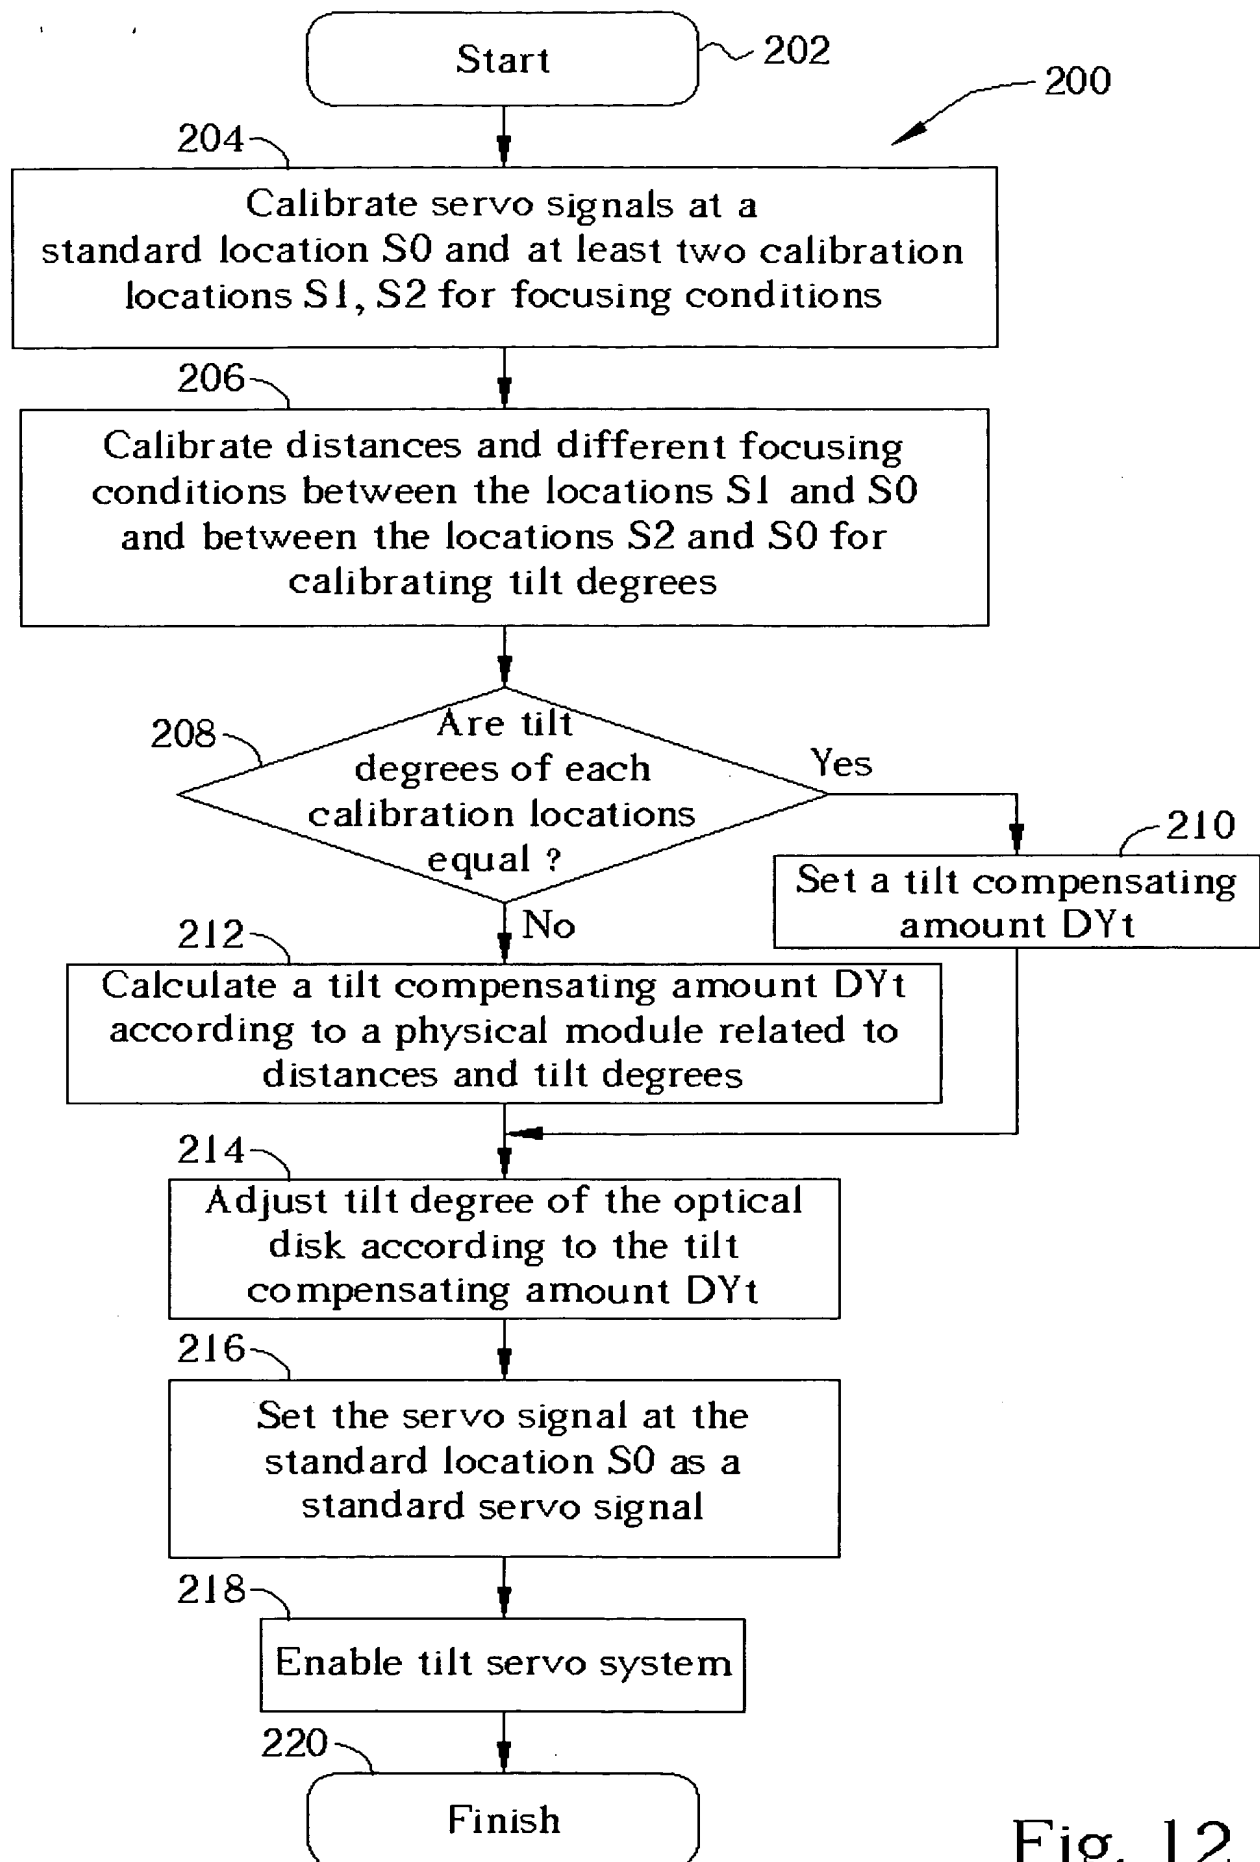 Start
202
200
204
Calibrate servo signals at a
standard location S0 and at least two calibration
locations S1, S2 for focusing conditions
206
Calibrate distances and different focusing
conditions between the locations S1 and S0
and between the locations S2 and S0 for
calibrating tilt degrees
208
Are tilt
degrees of each
calibration locations
equal ?
Yes
210
Set a tilt compensating
amount DYt
No
212
Calculate a tilt compensating amount DYt
according to a physical module related to
distances and tilt degrees
214
Adjust tilt degree of the optical
disk according to the tilt
compensating amount DYt
216
Set the servo signal at the
standard location S0 as a
standard servo signal
218
Enable tilt servo system
220
Finish
Fig. 12